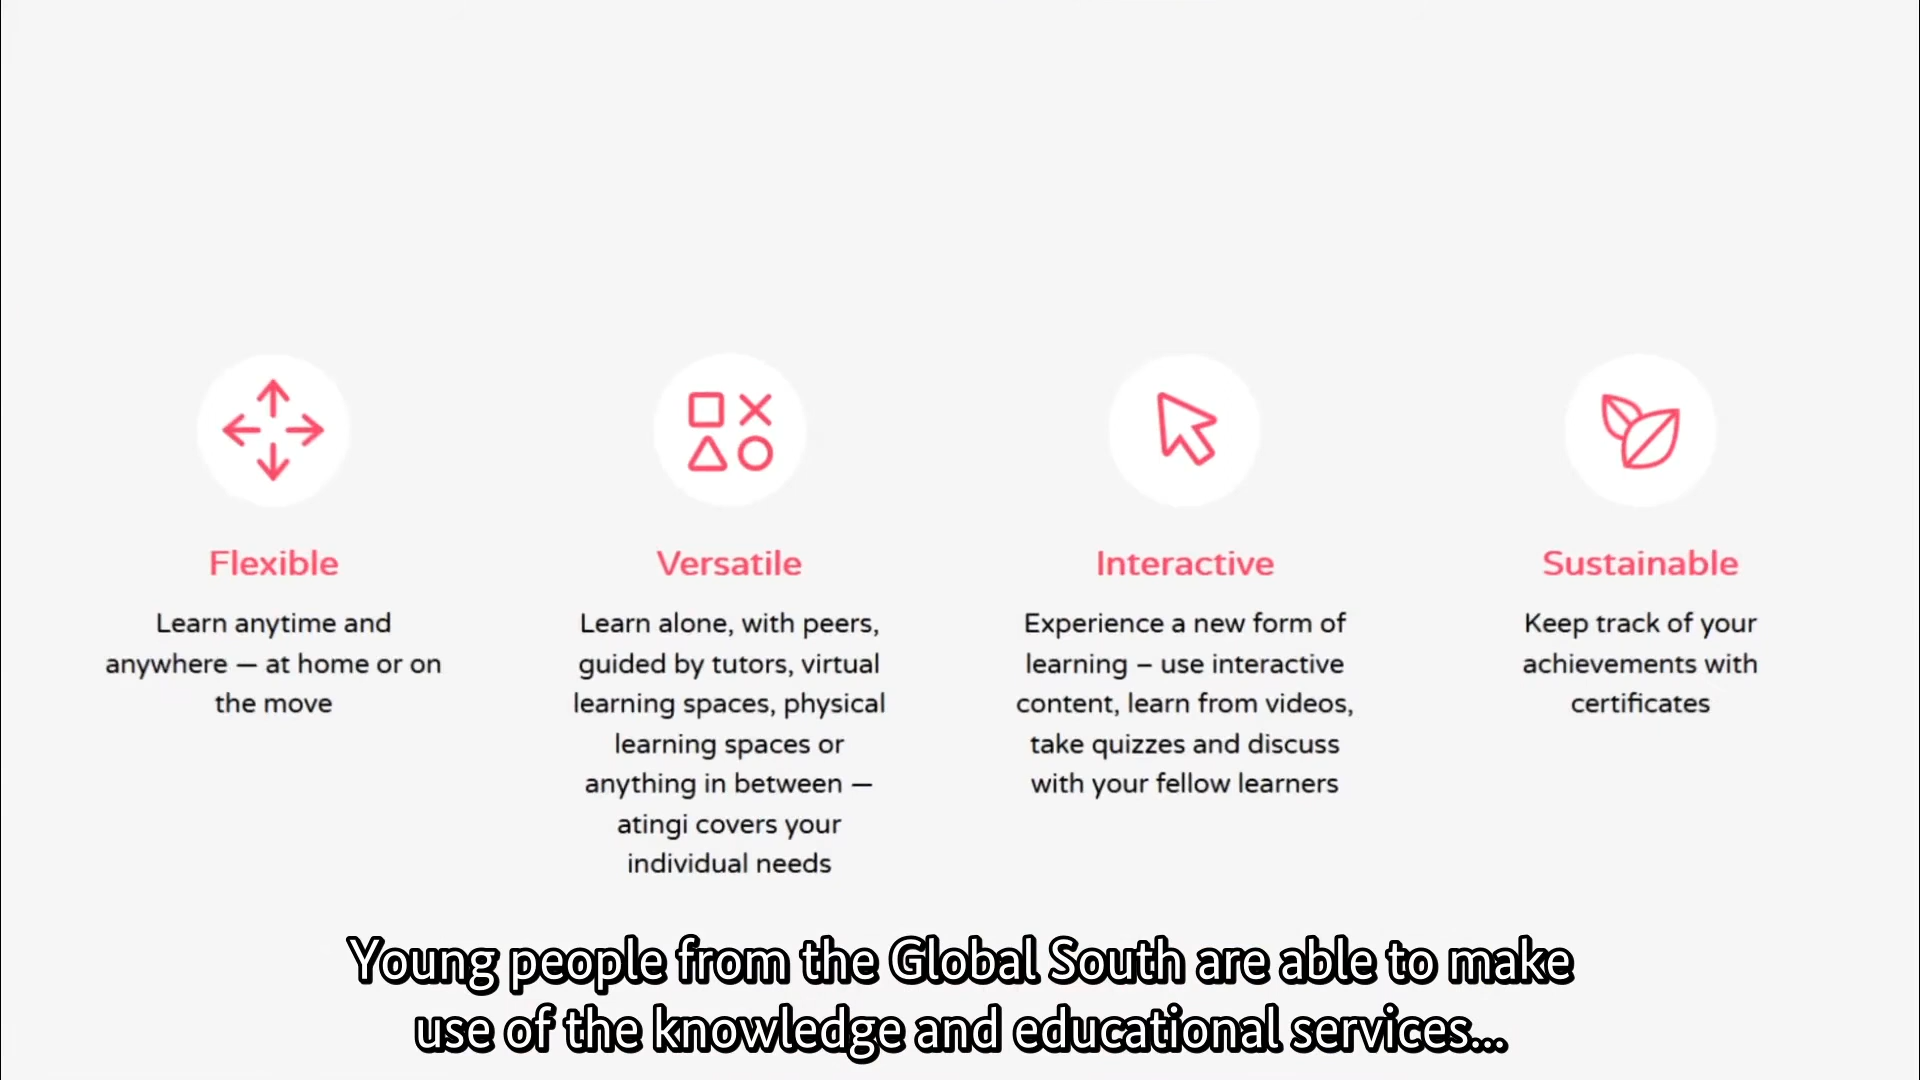 Flexible
Learn anytime and
anywhere — at home or on
the move
Versatile
Learn alone, with peers,
guided by tutors, virtual
learning spaces, physical
learning spaces or
anything in between —
atingi covers your
individual needs
Interactive
Experience a new form of
learning – use interactive
content, learn from videos,
take quizzes and discuss
with your fellow learners
Sustainable
Keep track of your
achievements with
certificates
Young people from the Global South are able to make
use of the knowledge and educational services...